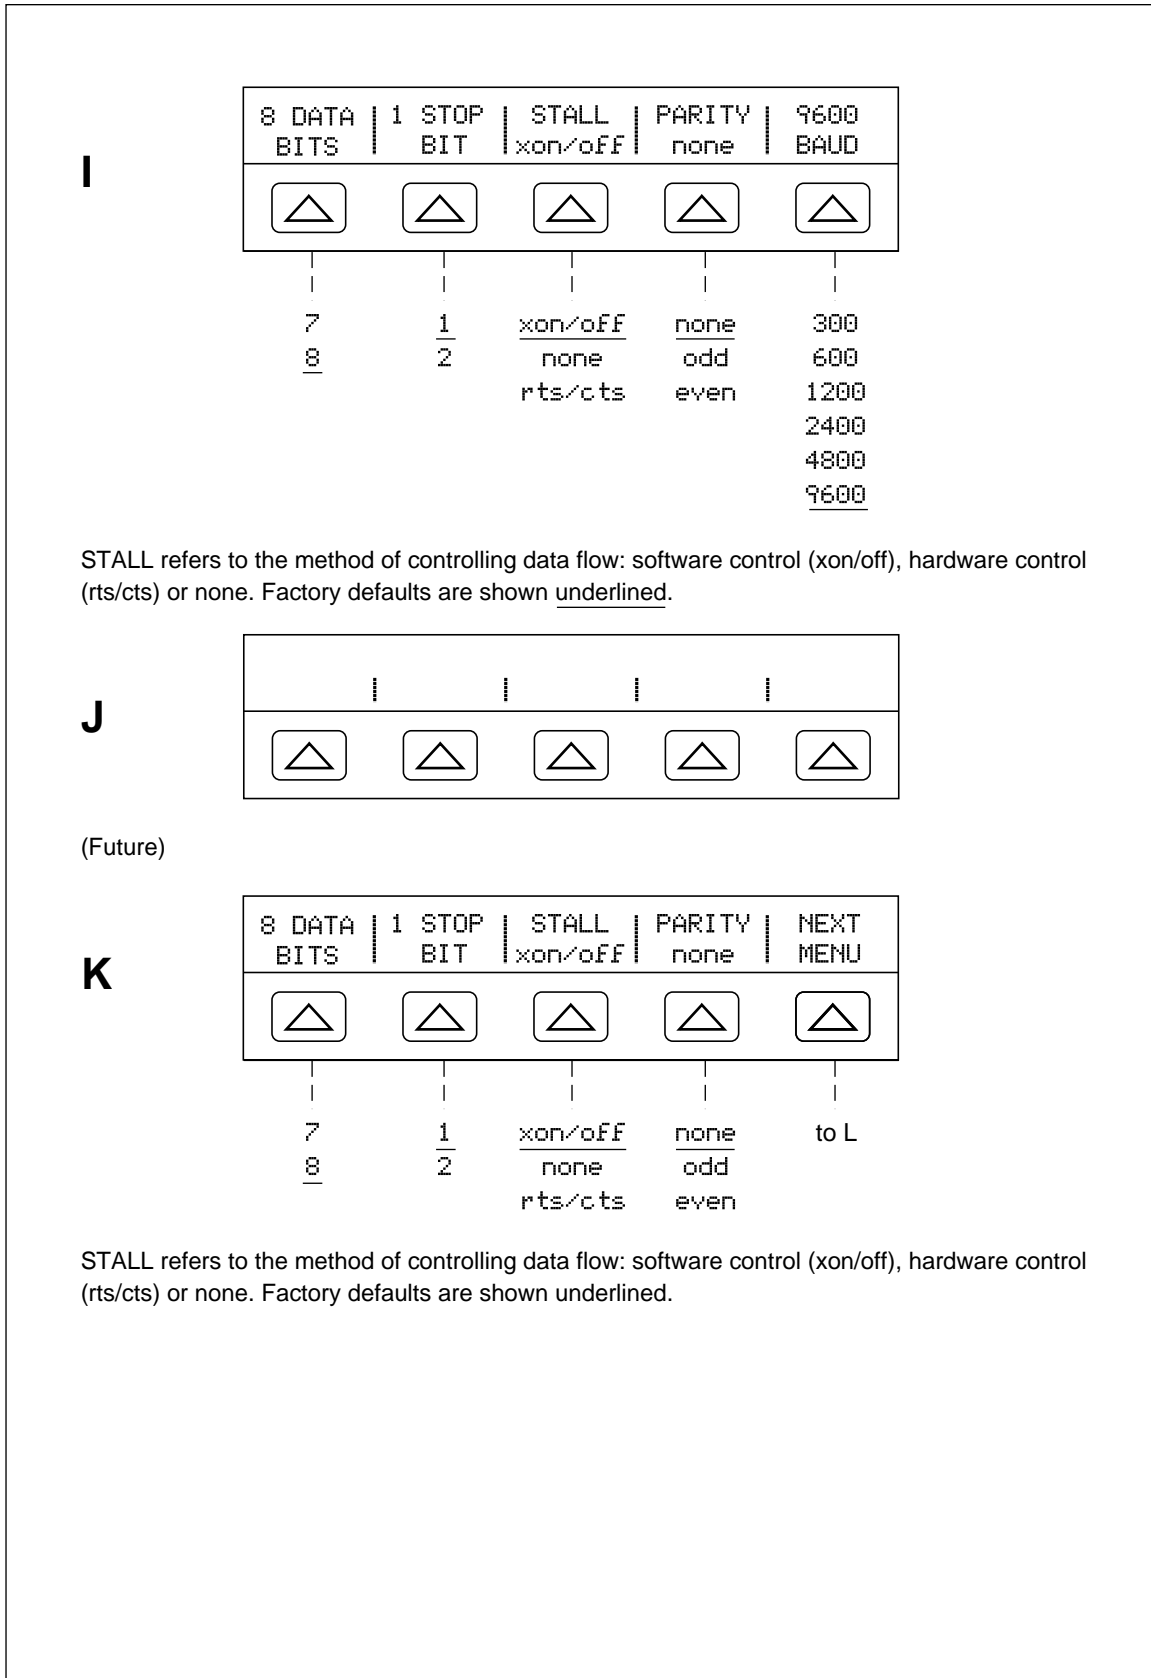 I
8 DATA 1 STOP STALL PARITY 9600
BITS BIT xon/off none BAUD
7 1 xon/off none 300
8 2 none odd 600
rts/cts even 1200
2400
4800
9600
STALL refers to the method of controlling data flow: software control (xon/off), hardware control
(rts/cts) or none. Factory defaults are shown underlined.
J
(Future)
K
8 DATA 1 STOP STALL PARITY NEXT
BITS BIT xon/off none MENU
7 1 xon/off none to L
8 2 none odd
rts/cts even
STALL refers to the method of controlling data flow: software control (xon/off), hardware control
(rts/cts) or none. Factory defaults are shown underlined.